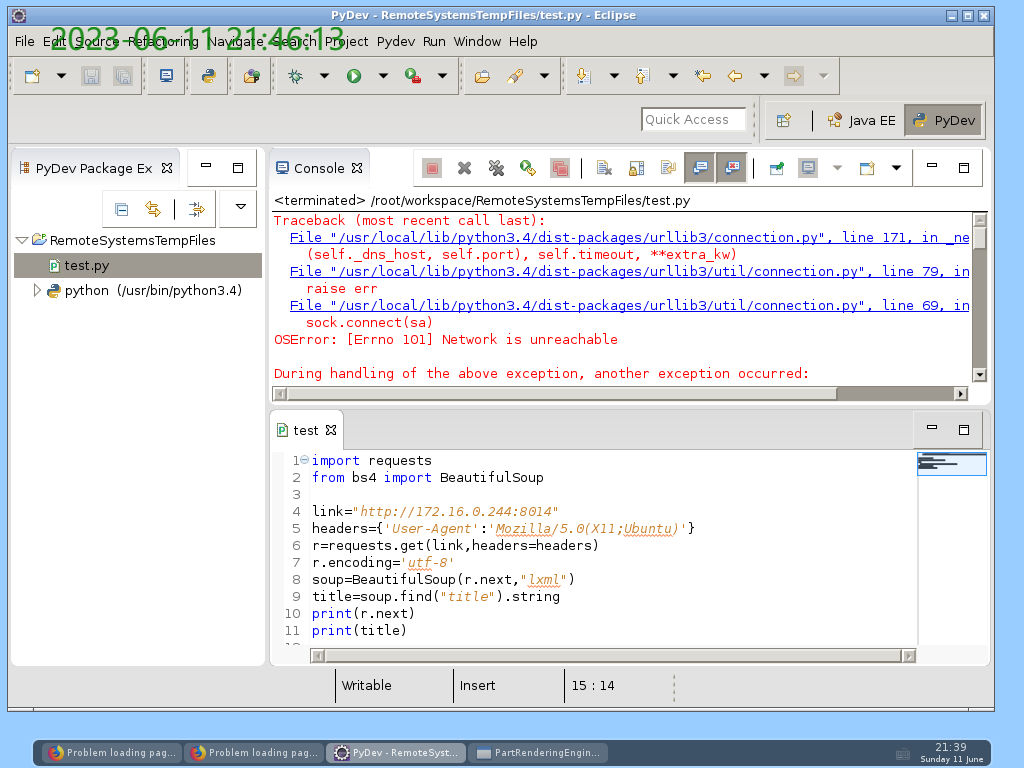 PyDev - RemoteSystemsTempFiles/test.py - Eclipse
2023-06-11 21:46:13
File Edit Source Refactoring Navigate Search Project Pydev Run Window Help
Quick Access
Java EE
PyDev
PyDev Package Ex
RemoteSystemsTempFiles
test.py
python (/usr/bin/python3.4)
Console
<terminated> /root/workspace/RemoteSystemsTempFiles/test.py
Traceback (most recent call last):
File "/usr/local/lib/python3.4/dist-packages/urllib3/connection.py", line 171, in _ne
(self._dns_host, self.port), self.timeout, **extra_kw)
File "/usr/local/lib/python3.4/dist-packages/urllib3/util/connection.py", line 79, in
raise err
File "/usr/local/lib/python3.4/dist-packages/urllib3/util/connection.py", line 69, in
sock.connect(sa)
OSError: [Errno 101] Network is unreachable
During handling of the above exception, another exception occurred:
test
1 import requests
2 from bs4 import BeautifulSoup
3
4 link="http://172.16.0.244:8014"
5 headers={'User-Agent':'Mozilla/5.0(X11;Ubuntu)'}
6 r=requests.get(link,headers=headers)
7 r.encoding='utf-8'
8 soup=BeautifulSoup(r.next,"lxml")
9 title=soup.find("title").string
10 print(r.next)
11 print(title)
Writable
Insert
15 : 14
Problem loading pag...
Problem loading pag...
PyDev - RemoteSyst...
PartRenderingEngin...
21:39
Sunday 11 June